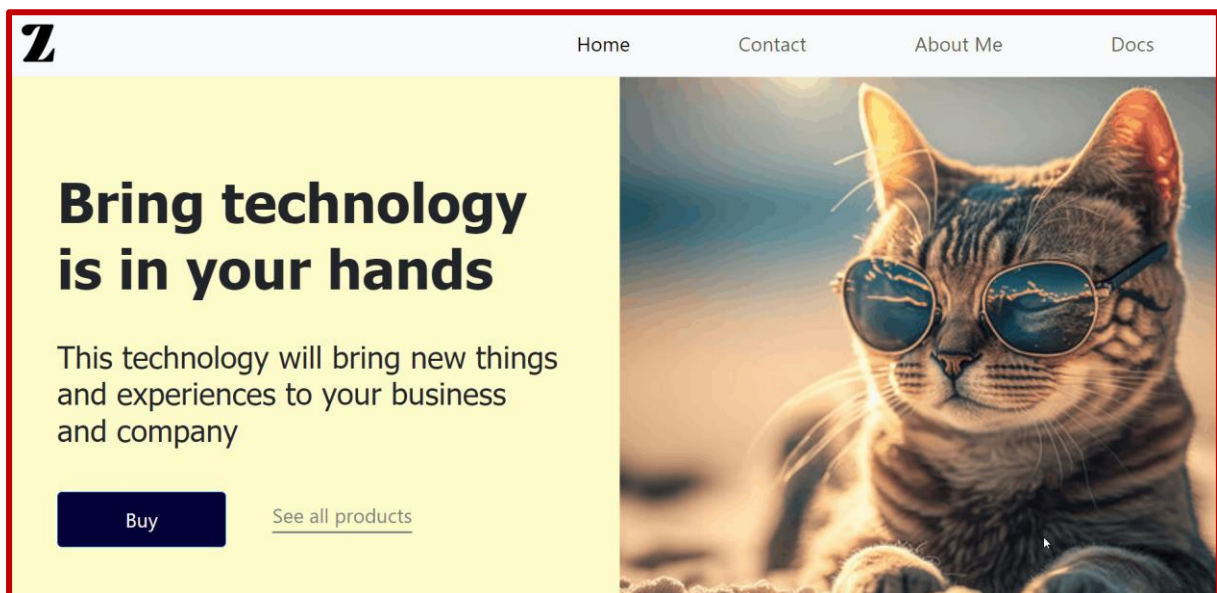 Z
Home Contact About Me Docs
Bring technology
is in your hands
This technology will bring new things
and experiences to your business
and company
Buy See all products